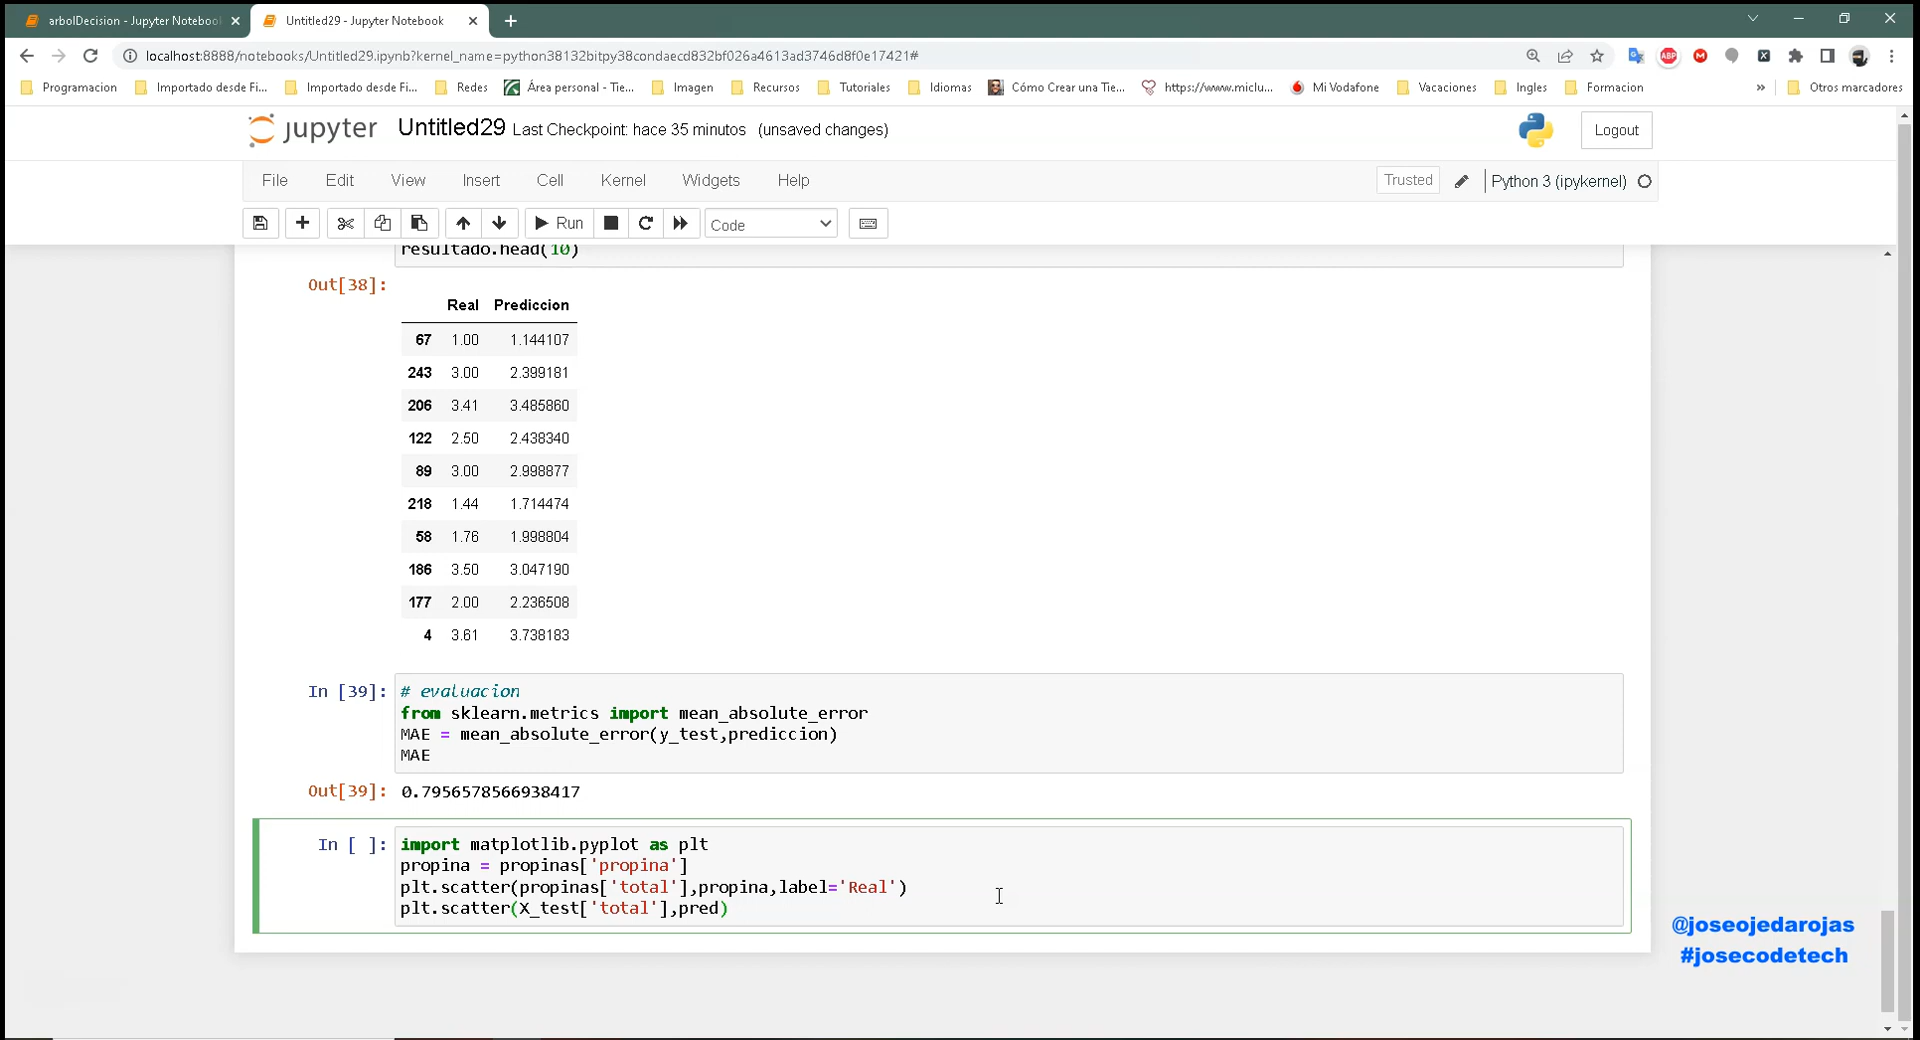 arbolDecision - Jupyter Notebook
Untitled29 - Jupyter Notebook
localhost:8888/notebooks/Untitled29.ipynb?kernel_name=python38132bitpy38condaecd832bf026a4613ad3746d8f0e17421#
Programacion Importado desde Fi... Importado desde Fi... Redes Área personal - Tie... Imagen Recursos Tutoriales Idiomas Cómo Crear una Tie... https://www.miclu... Mi Vodafone Vacaciones Ingles Formacion » Otros marcadores
jupyter Untitled29 Last Checkpoint: hace 35 minutos (unsaved changes) Logout
File Edit View Insert Cell Kernel Widgets Help Trusted Python 3 (ipykernel)
Run Code
resultado.head(10)
Out[38]:
Real Prediccion
67 1.00 1.144107
243 3.00 2.399181
206 3.41 3.485860
122 2.50 2.438340
89 3.00 2.998877
218 1.44 1.714474
58 1.76 1.998804
186 3.50 3.047190
177 2.00 2.236508
4 3.61 3.738183
In [39]: # evaluacion
from sklearn.metrics import mean_absolute_error
MAE = mean_absolute_error(y_test,prediccion)
MAE
Out[39]: 0.7956578566938417
In [ ]: import matplotlib.pyplot as plt
propina = propinas['propina']
plt.scatter(propinas['total'],propina,label='Real')
plt.scatter(X_test['total'],pred)
@joseojedarojas
#josecodetech